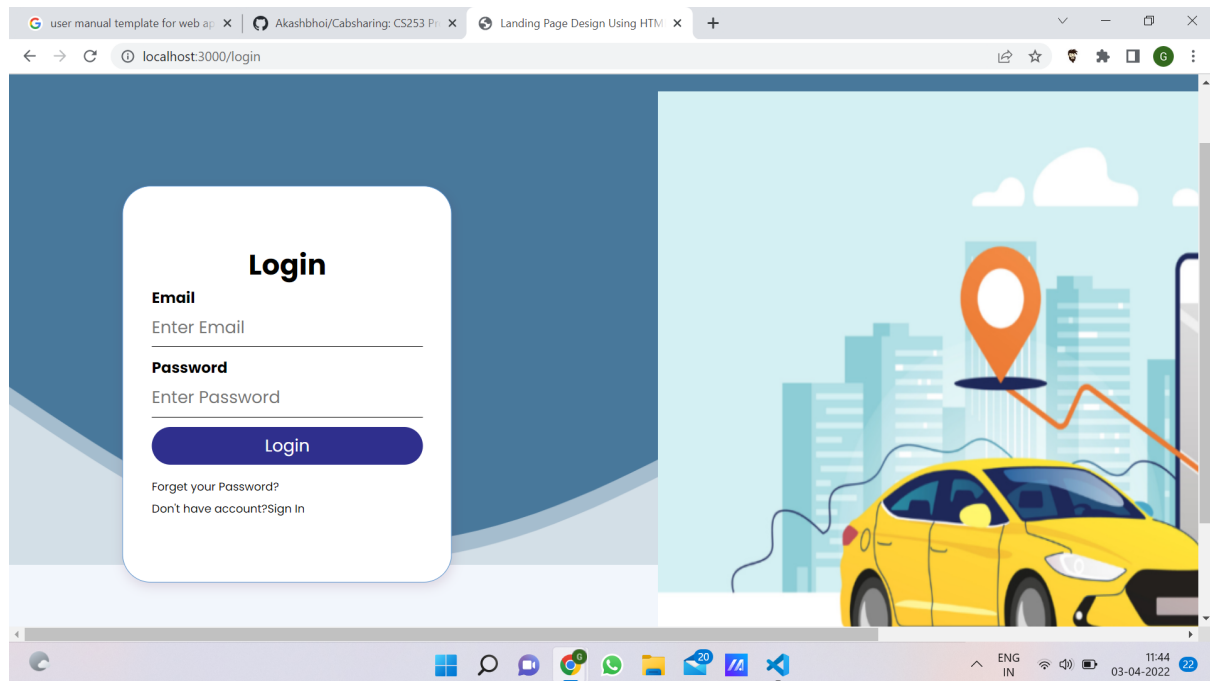 user manual template for web ap
Akashbhoi/Cabsharing: CS253 Pr
Landing Page Design Using HTM
localhost:3000/login
G
Login
Email
Enter Email
Password
Enter Password
Login
Forget your Password?
Don't have account?Sign In
G
20
ENG
IN
11:44
03-04-2022
22